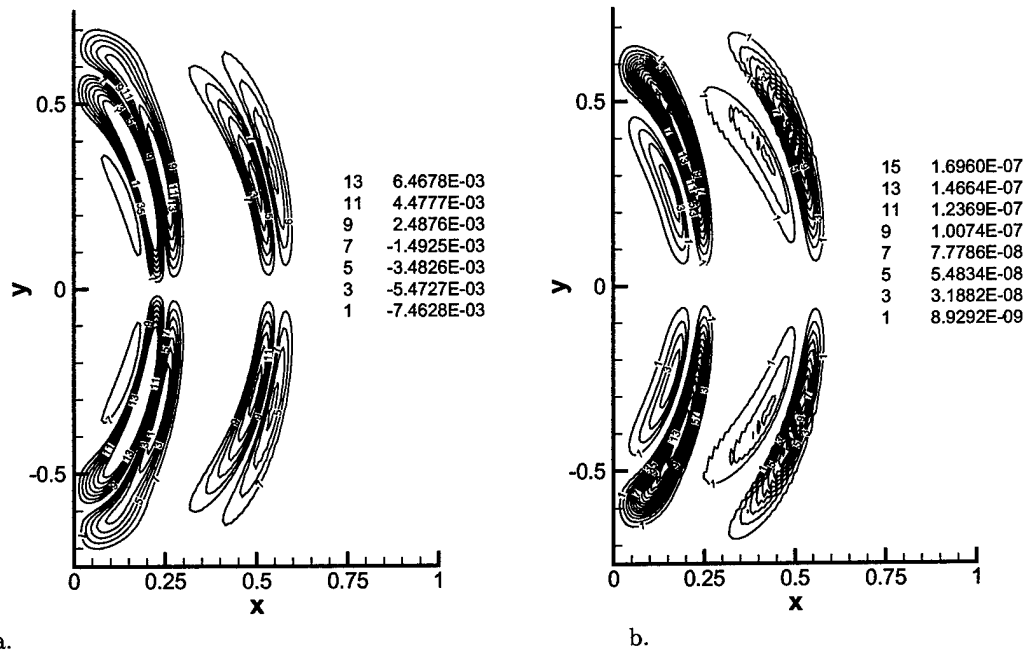 0.5
0
-0.5
y
0 0.25 0.5 0.75 1
x
13 6.4678E-03
11 4.4777E-03
9 2.4876E-03
7 -1.4925E-03
5 -3.4826E-03
3 -5.4727E-03
1 -7.4628E-03
a.
0.5
0
-0.5
y
0 0.25 0.5 0.75 1
x
15 1.6960E-07
13 1.4664E-07
11 1.2369E-07
9 1.0074E-07
7 7.7786E-08
5 5.4834E-08
3 3.1882E-08
1 8.9292E-09
b.